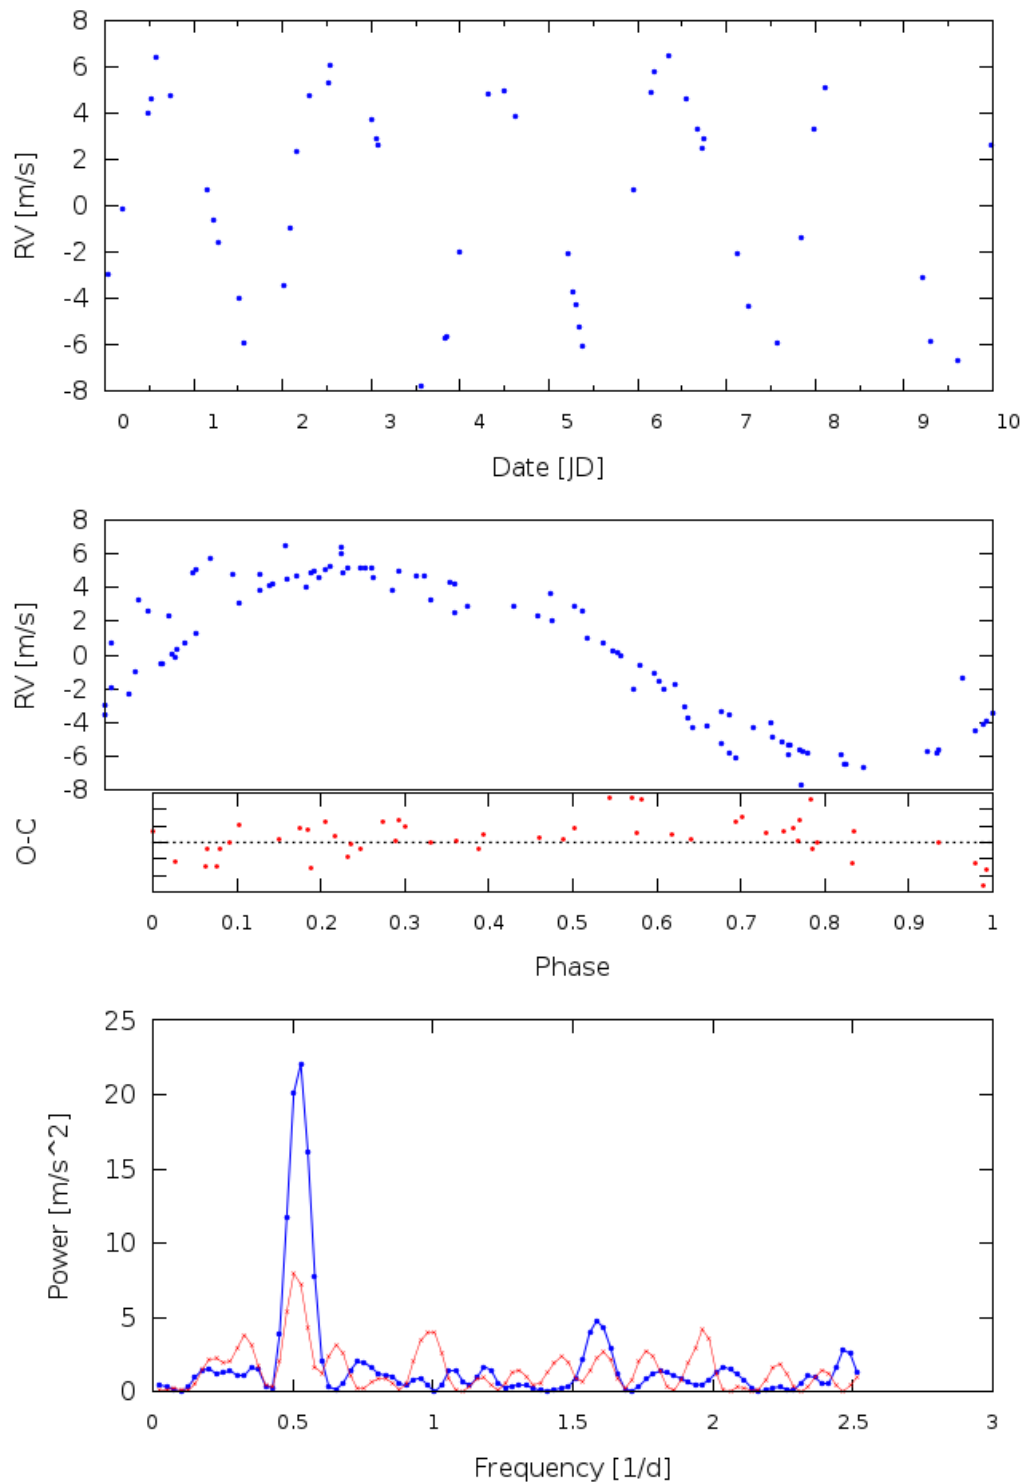 8
6
4
2
0
-2
-4
-6
-8
RV [m/s]
0 1 2 3 4 5 6 7 8 9 10
Date [JD]
8
6
4
2
0
-2
-4
-6
-8
RV [m/s]
O-C
0 0.1 0.2 0.3 0.4 0.5 0.6 0.7 0.8 0.9 1
Phase
25
20
15
10
5
0
Power [m/s^2]
0 0.5 1 1.5 2 2.5 3
Frequency [1/d]